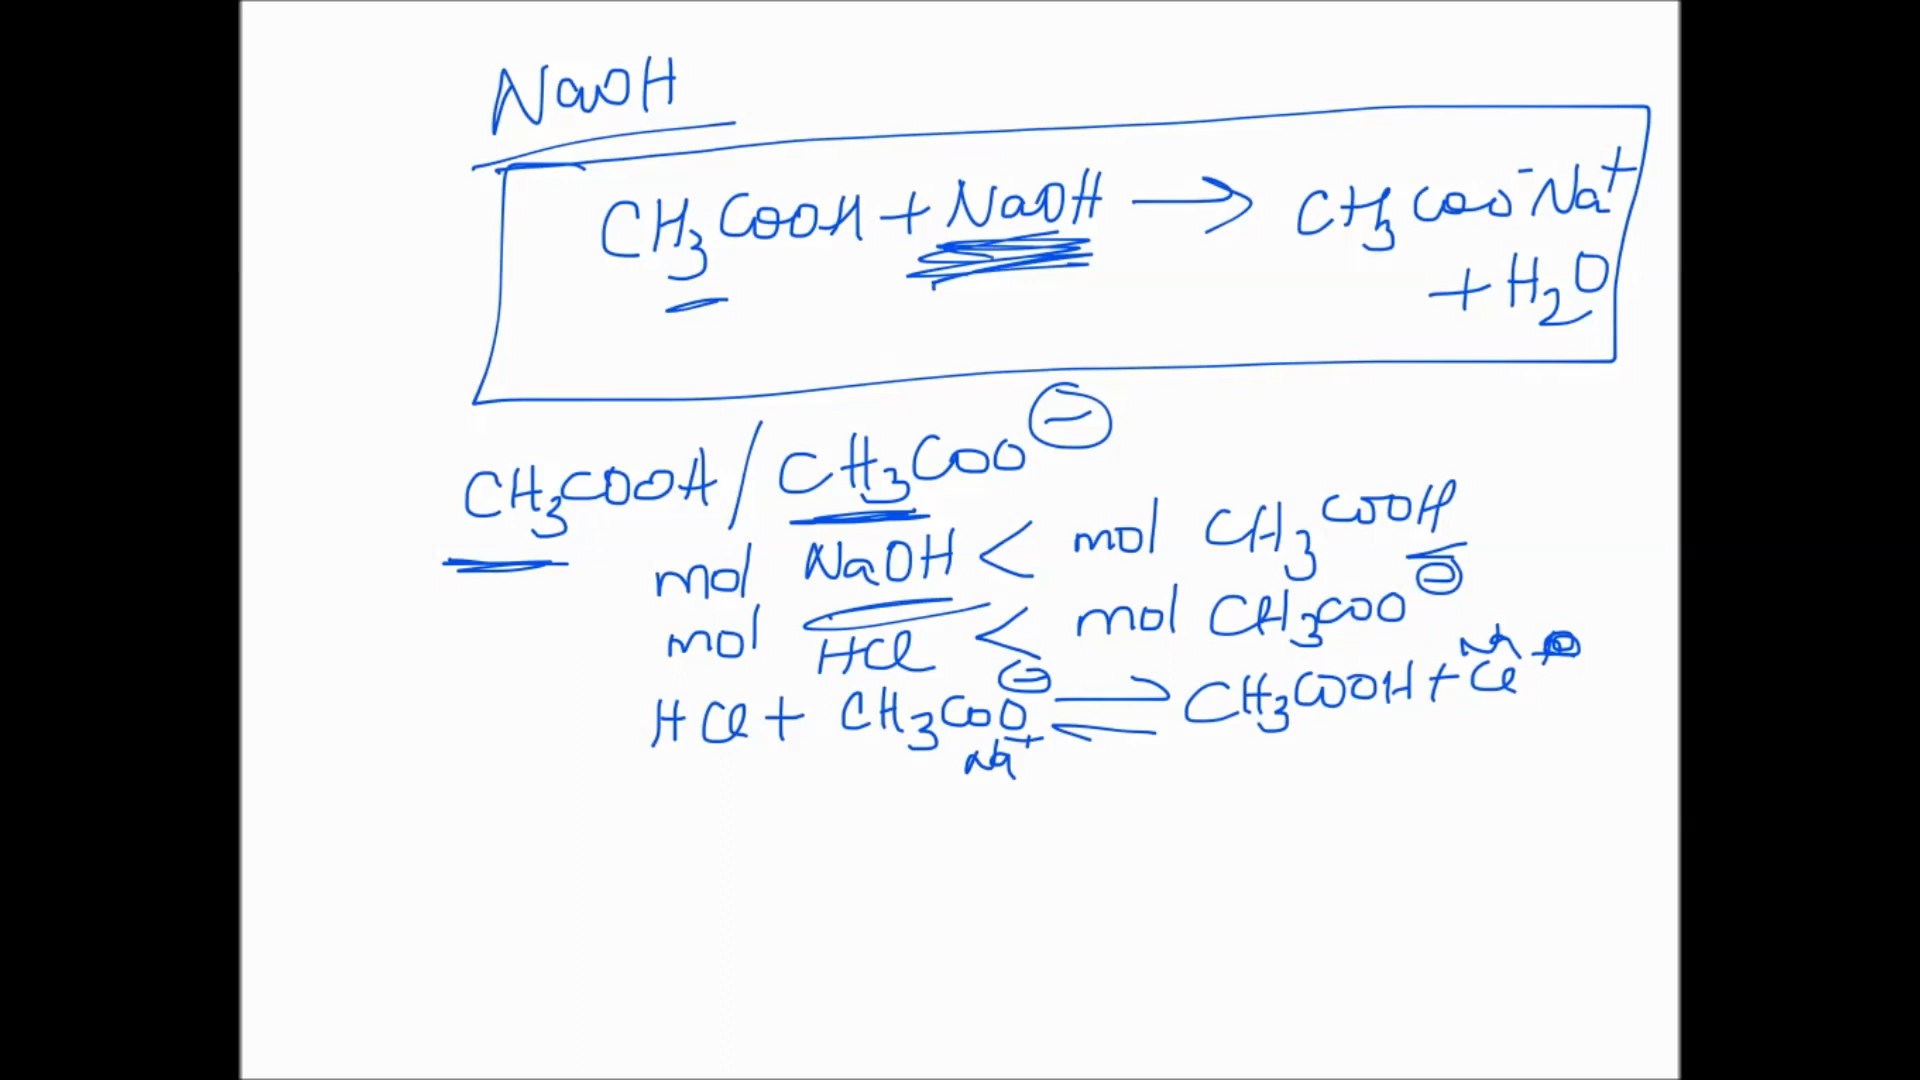 NaOH
CH₃COOH + NaOH → CH₃COO⁻Na⁺
+ H₂O
CH₃COOH / CH₃COO⊖
mol NaOH < mol CH₃COOH
mol HCl < mol CH₃COO⊖
HCl + CH₃COO⊖ Na⁺ ⇌ CH₃COOH + Na Cl